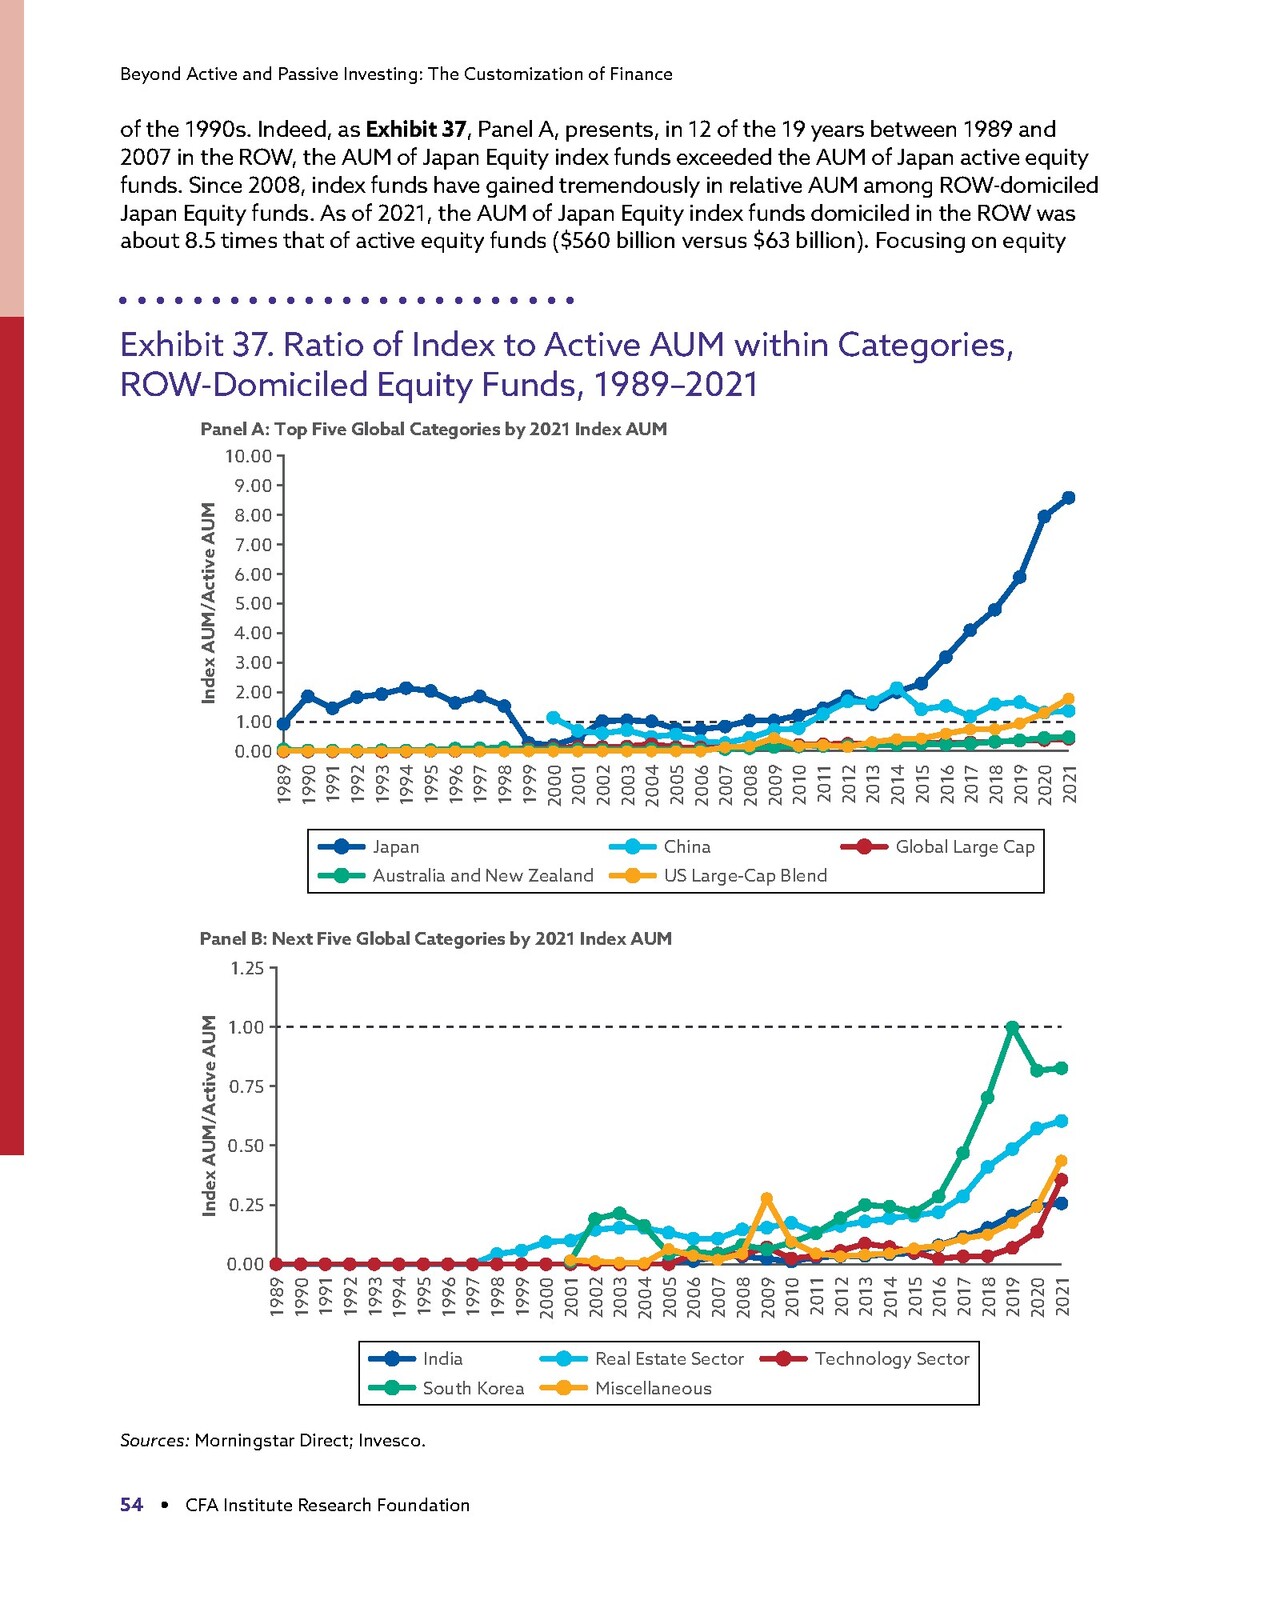 Beyond Active and Passive Investing: The Customization of Finance
of the 1990s. Indeed, as Exhibit 37, Panel A, presents, in 12 of the 19 years between 1989 and
2007 in the ROW, the AUM of Japan Equity index funds exceeded the AUM of Japan active equity
funds. Since 2008, index funds have gained tremendously in relative AUM among ROW-domiciled
Japan Equity funds. As of 2021, the AUM of Japan Equity index funds domiciled in the ROW was
about 8.5 times that of active equity funds ($560 billion versus $63 billion). Focusing on equity
Exhibit 37. Ratio of Index to Active AUM within Categories,
ROW-Domiciled Equity Funds, 1989–2021
Panel A: Top Five Global Categories by 2021 Index AUM
Index AUM/Active AUM
10.00
9.00
8.00
7.00
6.00
5.00
4.00
3.00
2.00
1.00
0.00
1989 1990 1991 1992 1993 1994 1995 1996 1997 1998 1999 2000 2001 2002 2003 2004 2005 2006 2007 2008 2009 2010 2011 2012 2013 2014 2015 2016 2017 2018 2019 2020 2021
Japan China Global Large Cap
Australia and New Zealand US Large-Cap Blend
Panel B: Next Five Global Categories by 2021 Index AUM
Index AUM/Active AUM
1.25
1.00
0.75
0.50
0.25
0.00
1989 1990 1991 1992 1993 1994 1995 1996 1997 1998 1999 2000 2001 2002 2003 2004 2005 2006 2007 2008 2009 2010 2011 2012 2013 2014 2015 2016 2017 2018 2019 2020 2021
India Real Estate Sector Technology Sector
South Korea Miscellaneous
Sources: Morningstar Direct; Invesco.
54 • CFA Institute Research Foundation